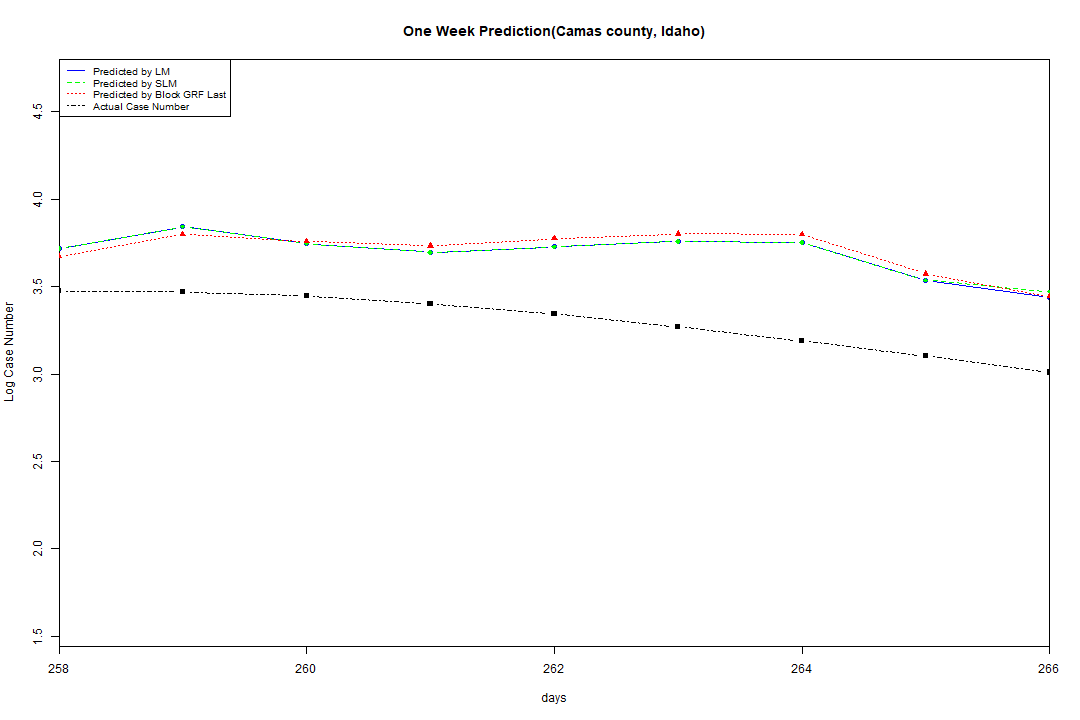 One Week Prediction(Camas county, Idaho)
Predicted by LM
Predicted by SLM
Predicted by Block GRF Last
Actual Case Number
4.5
4.0
3.5
3.0
2.5
2.0
1.5
Log Case Number
258 260 262 264 266
days